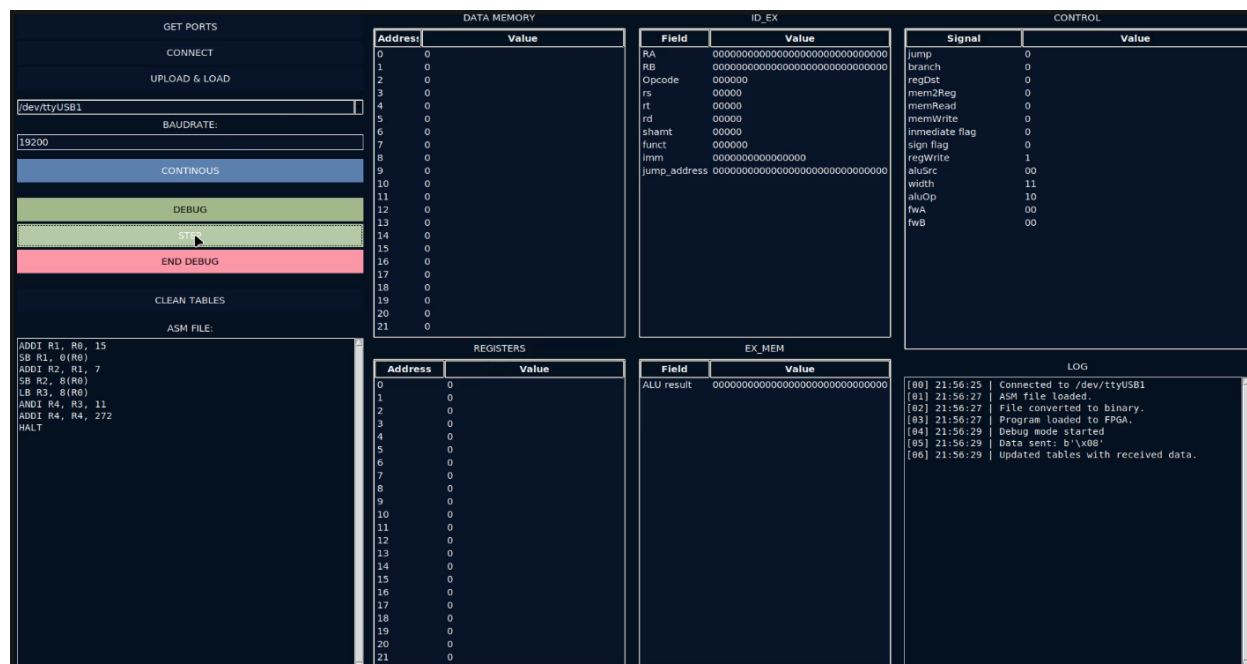 GET PORTS
CONNECT
UPLOAD & LOAD
/dev/ttyUSB1
BAUDRATE:
19200
CONTINOUS
DEBUG
STEP
END DEBUG
CLEAN TABLES
ASM FILE:
ADDI R1, R0, 15
SB R1, 0(R0)
ADDI R2, R1, 7
SB R2, 8(R0)
LB R3, 8(R0)
ANDI R4, R3, 11
ADDI R4, R4, 272
HALT
DATA MEMORY
Address Value
0 0
1 0
2 0
3 0
4 0
5 0
6 0
7 0
8 0
9 0
10 0
11 0
12 0
13 0
14 0
15 0
16 0
17 0
18 0
19 0
20 0
21 0
REGISTERS
Address Value
0 0
1 0
2 0
3 0
4 0
5 0
6 0
7 0
8 0
9 0
10 0
11 0
12 0
13 0
14 0
15 0
16 0
17 0
18 0
19 0
20 0
21 0
ID_EX
Field Value
RA 00000000000000000000000000000000
RB 00000000000000000000000000000000
Opcode 000000
rs 00000
rt 00000
rd 00000
shamt 00000
funct 000000
imm 0000000000000000
jump_address 00000000000000000000000000000000
EX_MEM
Field Value
ALU result 00000000000000000000000000000000
CONTROL
Signal Value
jump 0
branch 0
regDst 0
mem2Reg 0
memRead 0
memWrite 0
inmediate flag 0
sign flag 0
regWrite 1
aluSrc 00
width 11
aluOp 10
fwA 00
fwB 00
LOG
[00] 21:56:25 | Connected to /dev/ttyUSB1
[01] 21:56:27 | ASM file loaded.
[02] 21:56:27 | File converted to binary.
[03] 21:56:27 | Program loaded to FPGA.
[04] 21:56:29 | Debug mode started
[05] 21:56:29 | Data sent: b'\x08'
[06] 21:56:29 | Updated tables with received data.